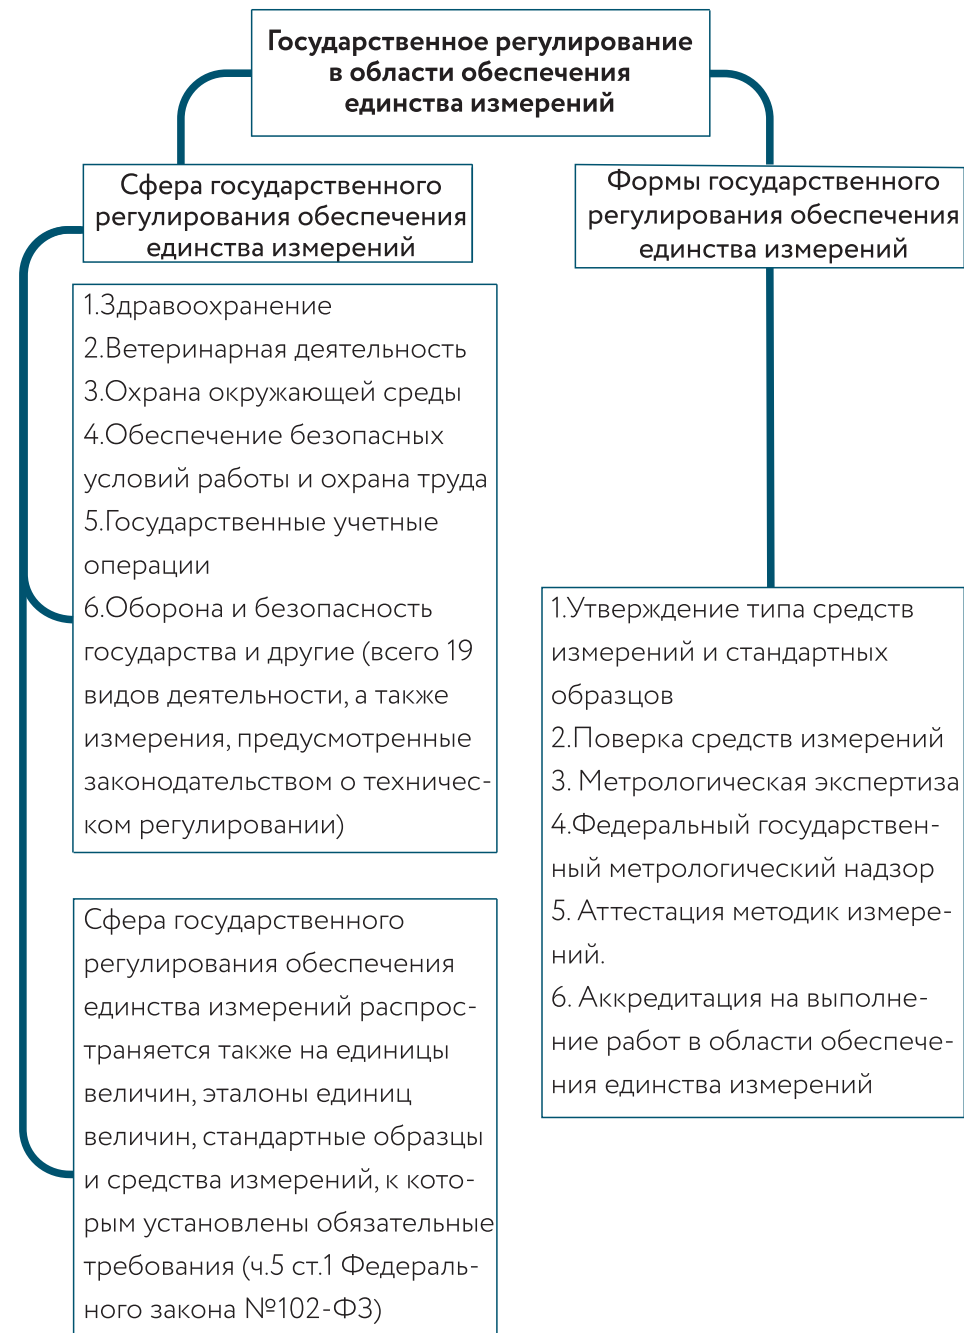 Государственное регулирование
в области обеспечения
единства измерений
Сфера государственного
регулирования обеспечения
единства измерений
1.Здравоохранение
2.Ветеринарная деятельность
3.Охрана окружающей среды
4.Обеспечение безопасных
условий работы и охрана труда
5.Государственные учетные
операции
6.Оборона и безопасность
государства и другие (всего 19
видов деятельности, а также
измерения, предусмотренные
законодательством о техничес-
ком регулировании)
Сфера государственного
регулирования обеспечения
единства измерений распрос-
траняется также на единицы
величин, эталоны единиц
величин, стандартные образцы
и средства измерений, к кото-
рым установлены обязательные
требования (ч.5 ст.1 Федераль-
ного закона №102-ФЗ)
Формы государственного
регулирования обеспечения
единства измерений
1.Утверждение типа средств
измерений и стандартных
образцов
2.Поверка средств измерений
3. Метрологическая экспертиза
4.Федеральный государствен-
ный метрологический надзор
5. Аттестация методик измере-
ний.
6. Аккредитация на выполне-
ние работ в области обеспече-
ния единства измерений